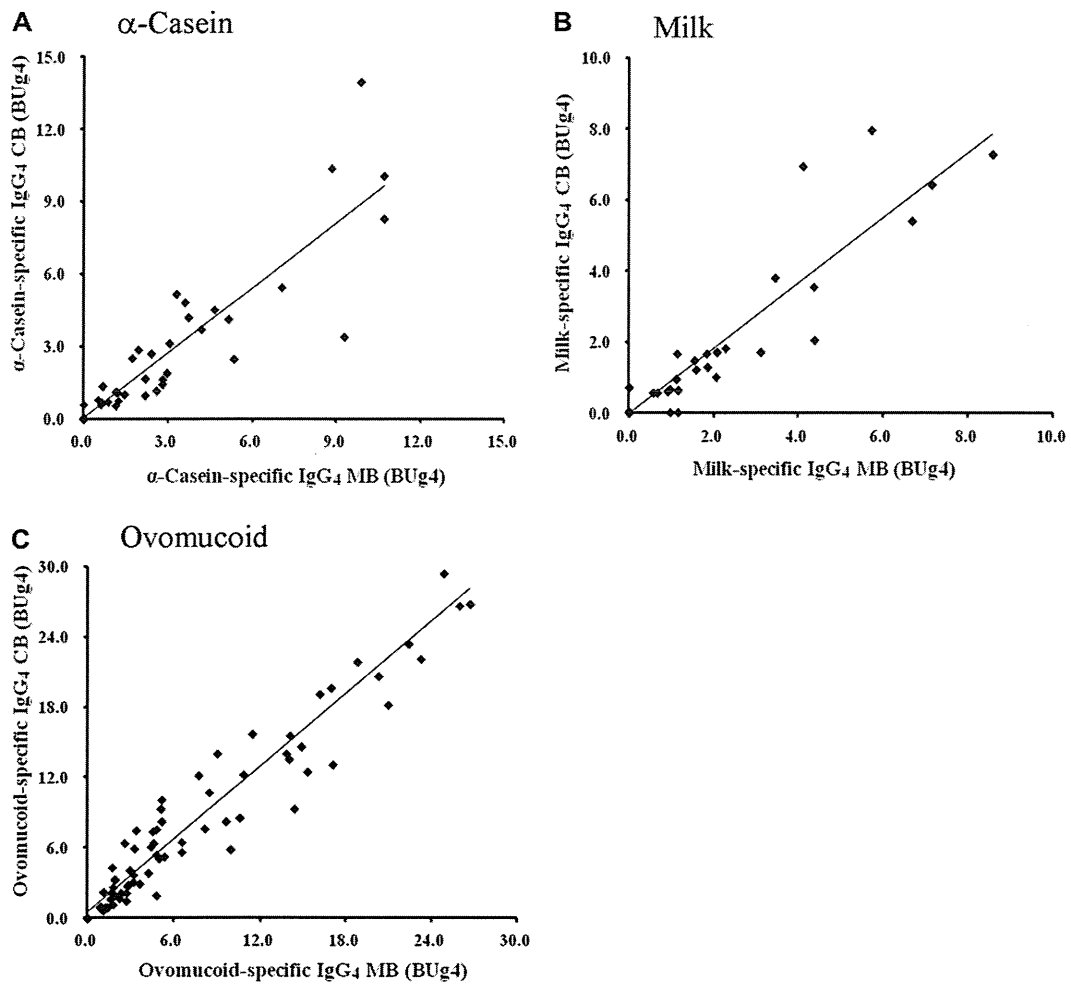 A α-Casein
15.0
12.0
9.0
6.0
3.0
0.0
α-Casein-specific IgG4 CB (BUg4)
0.0 3.0 6.0 9.0 12.0 15.0
α-Casein-specific IgG4 MB (BUg4)
B Milk
10.0
8.0
6.0
4.0
2.0
0.0
Milk-specific IgG4 CB (BUg4)
0.0 2.0 4.0 6.0 8.0 10.0
Milk-specific IgG4 MB (BUg4)
C Ovomucoid
30.0
24.0
18.0
12.0
6.0
0.0
Ovomucoid-specific IgG4 CB (BUg4)
0.0 6.0 12.0 18.0 24.0 30.0
Ovomucoid-specific IgG4 MB (BUg4)